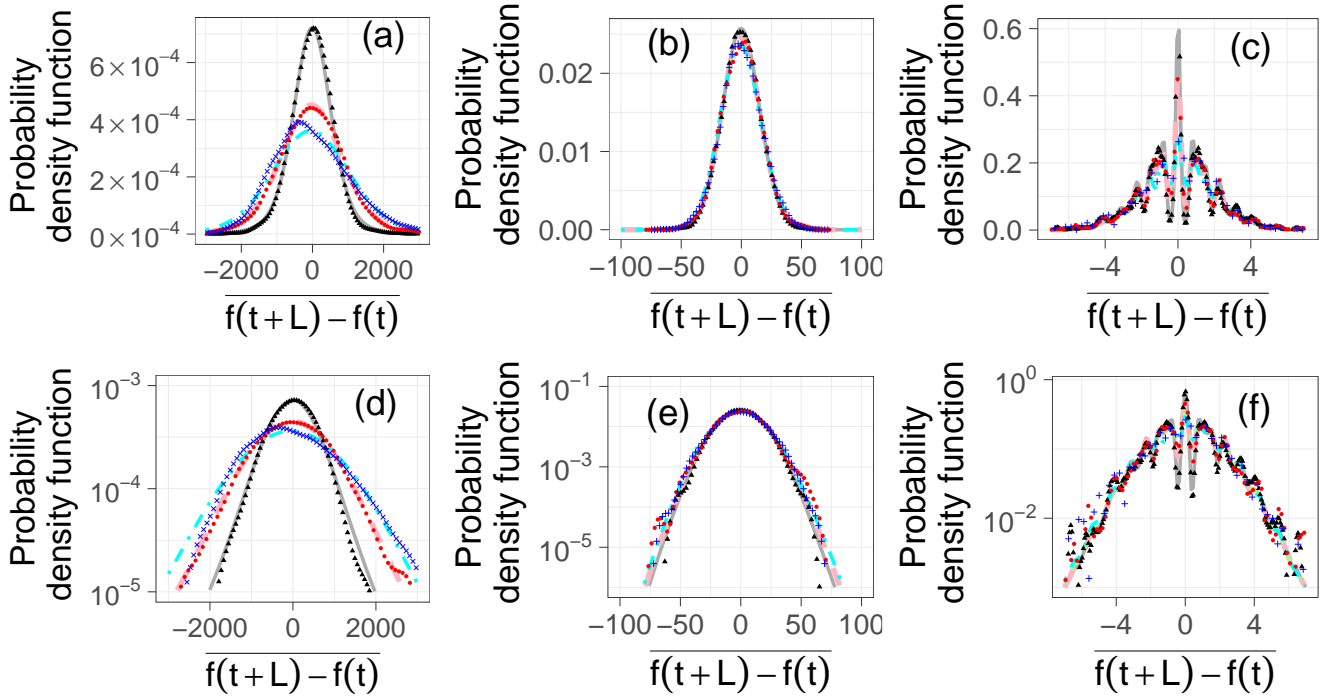 Probability
density function
(a)
6×10⁻⁴
4×10⁻⁴
2×10⁻⁴
0×10⁻⁴
−2000 0 2000
f(t+L)−f(t)
Probability
density function
(b)
0.02
0.01
0.00
−100 −50 0 50 100
f(t+L)−f(t)
Probability
density function
(c)
0.6
0.4
0.2
0.0
−4 0 4
f(t+L)−f(t)
Probability
density function
(d)
10⁻³
10⁻⁴
10⁻⁵
−2000 0 2000
f(t+L)−f(t)
Probability
density function
(e)
10⁻¹
10⁻³
10⁻⁵
−100 −50 0 50 100
f(t+L)−f(t)
Probability
density function
(f)
10⁰
10⁻²
−4 0 4
f(t+L)−f(t)